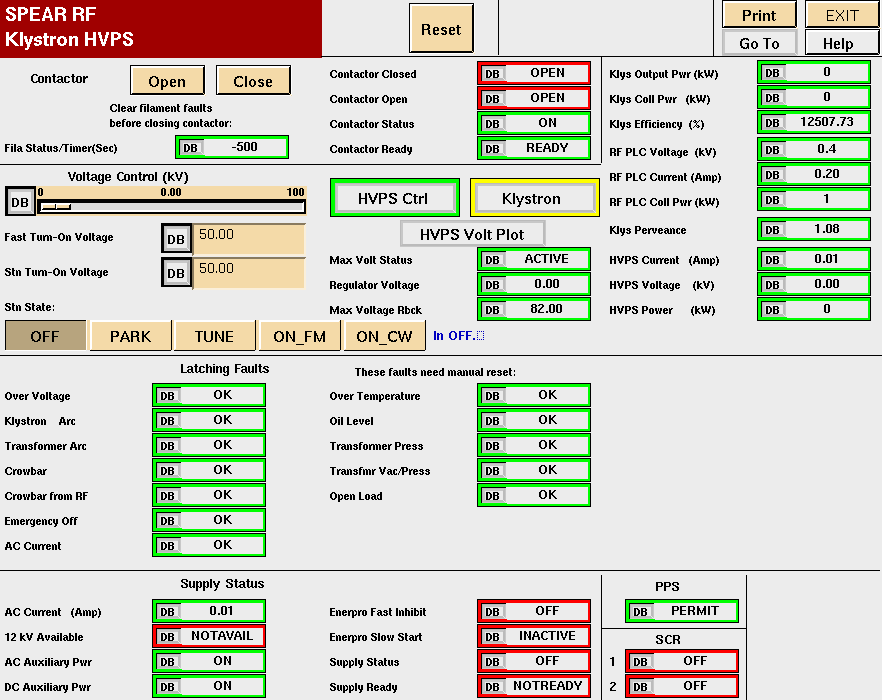 SPEAR RF
Klystron HVPS
Reset
Print EXIT
Go To Help
Contactor Open Close
Clear filament faults
before closing contactor:
Fila Status/Timer(Sec) DB -500
Contactor Closed DB OPEN
Contactor Open DB OPEN
Contactor Status DB ON
Contactor Ready DB READY
Klys Output Pwr (kW) DB 0
Klys Coll Pwr (kW) DB 0
Klys Efficiency (%) DB 12507.73
RF PLC Voltage (kV) DB 0.4
RF PLC Current (Amp) DB 0.20
RF PLC Coll Pwr (kW) DB 1
Klys Perveance DB 1.08
HVPS Current (Amp) DB 0.01
HVPS Voltage (kV) DB 0.00
HVPS Power (kW) DB 0
Voltage Control (kV)
DB 0 0.00 100
Fast Turn-On Voltage DB 50.00
Stn Turn-On Voltage DB 50.00
Stn State:
OFF PARK TUNE ON_FM ON_CW In OFF.
HVPS Ctrl Klystron
HVPS Volt Plot
Max Volt Status DB ACTIVE
Regulator Voltage DB 0.00
Max Voltage Rbck DB 82.00
Latching Faults
Over Voltage DB OK
Klystron Arc DB OK
Transformer Arc DB OK
Crowbar DB OK
Crowbar from RF DB OK
Emergency Off DB OK
AC Current DB OK
These faults need manual reset:
Over Temperature DB OK
Oil Level DB OK
Transformer Press DB OK
Transfmr Vac/Press DB OK
Open Load DB OK
Supply Status
AC Current (Amp) DB 0.01
12 kV Available DB NOTAVAIL
AC Auxiliary Pwr DB ON
DC Auxiliary Pwr DB ON
Enerpro Fast Inhibit DB OFF
Enerpro Slow Start DB INACTIVE
Supply Status DB OFF
Supply Ready DB NOTREADY
PPS
DB PERMIT
SCR
1 DB OFF
2 DB OFF